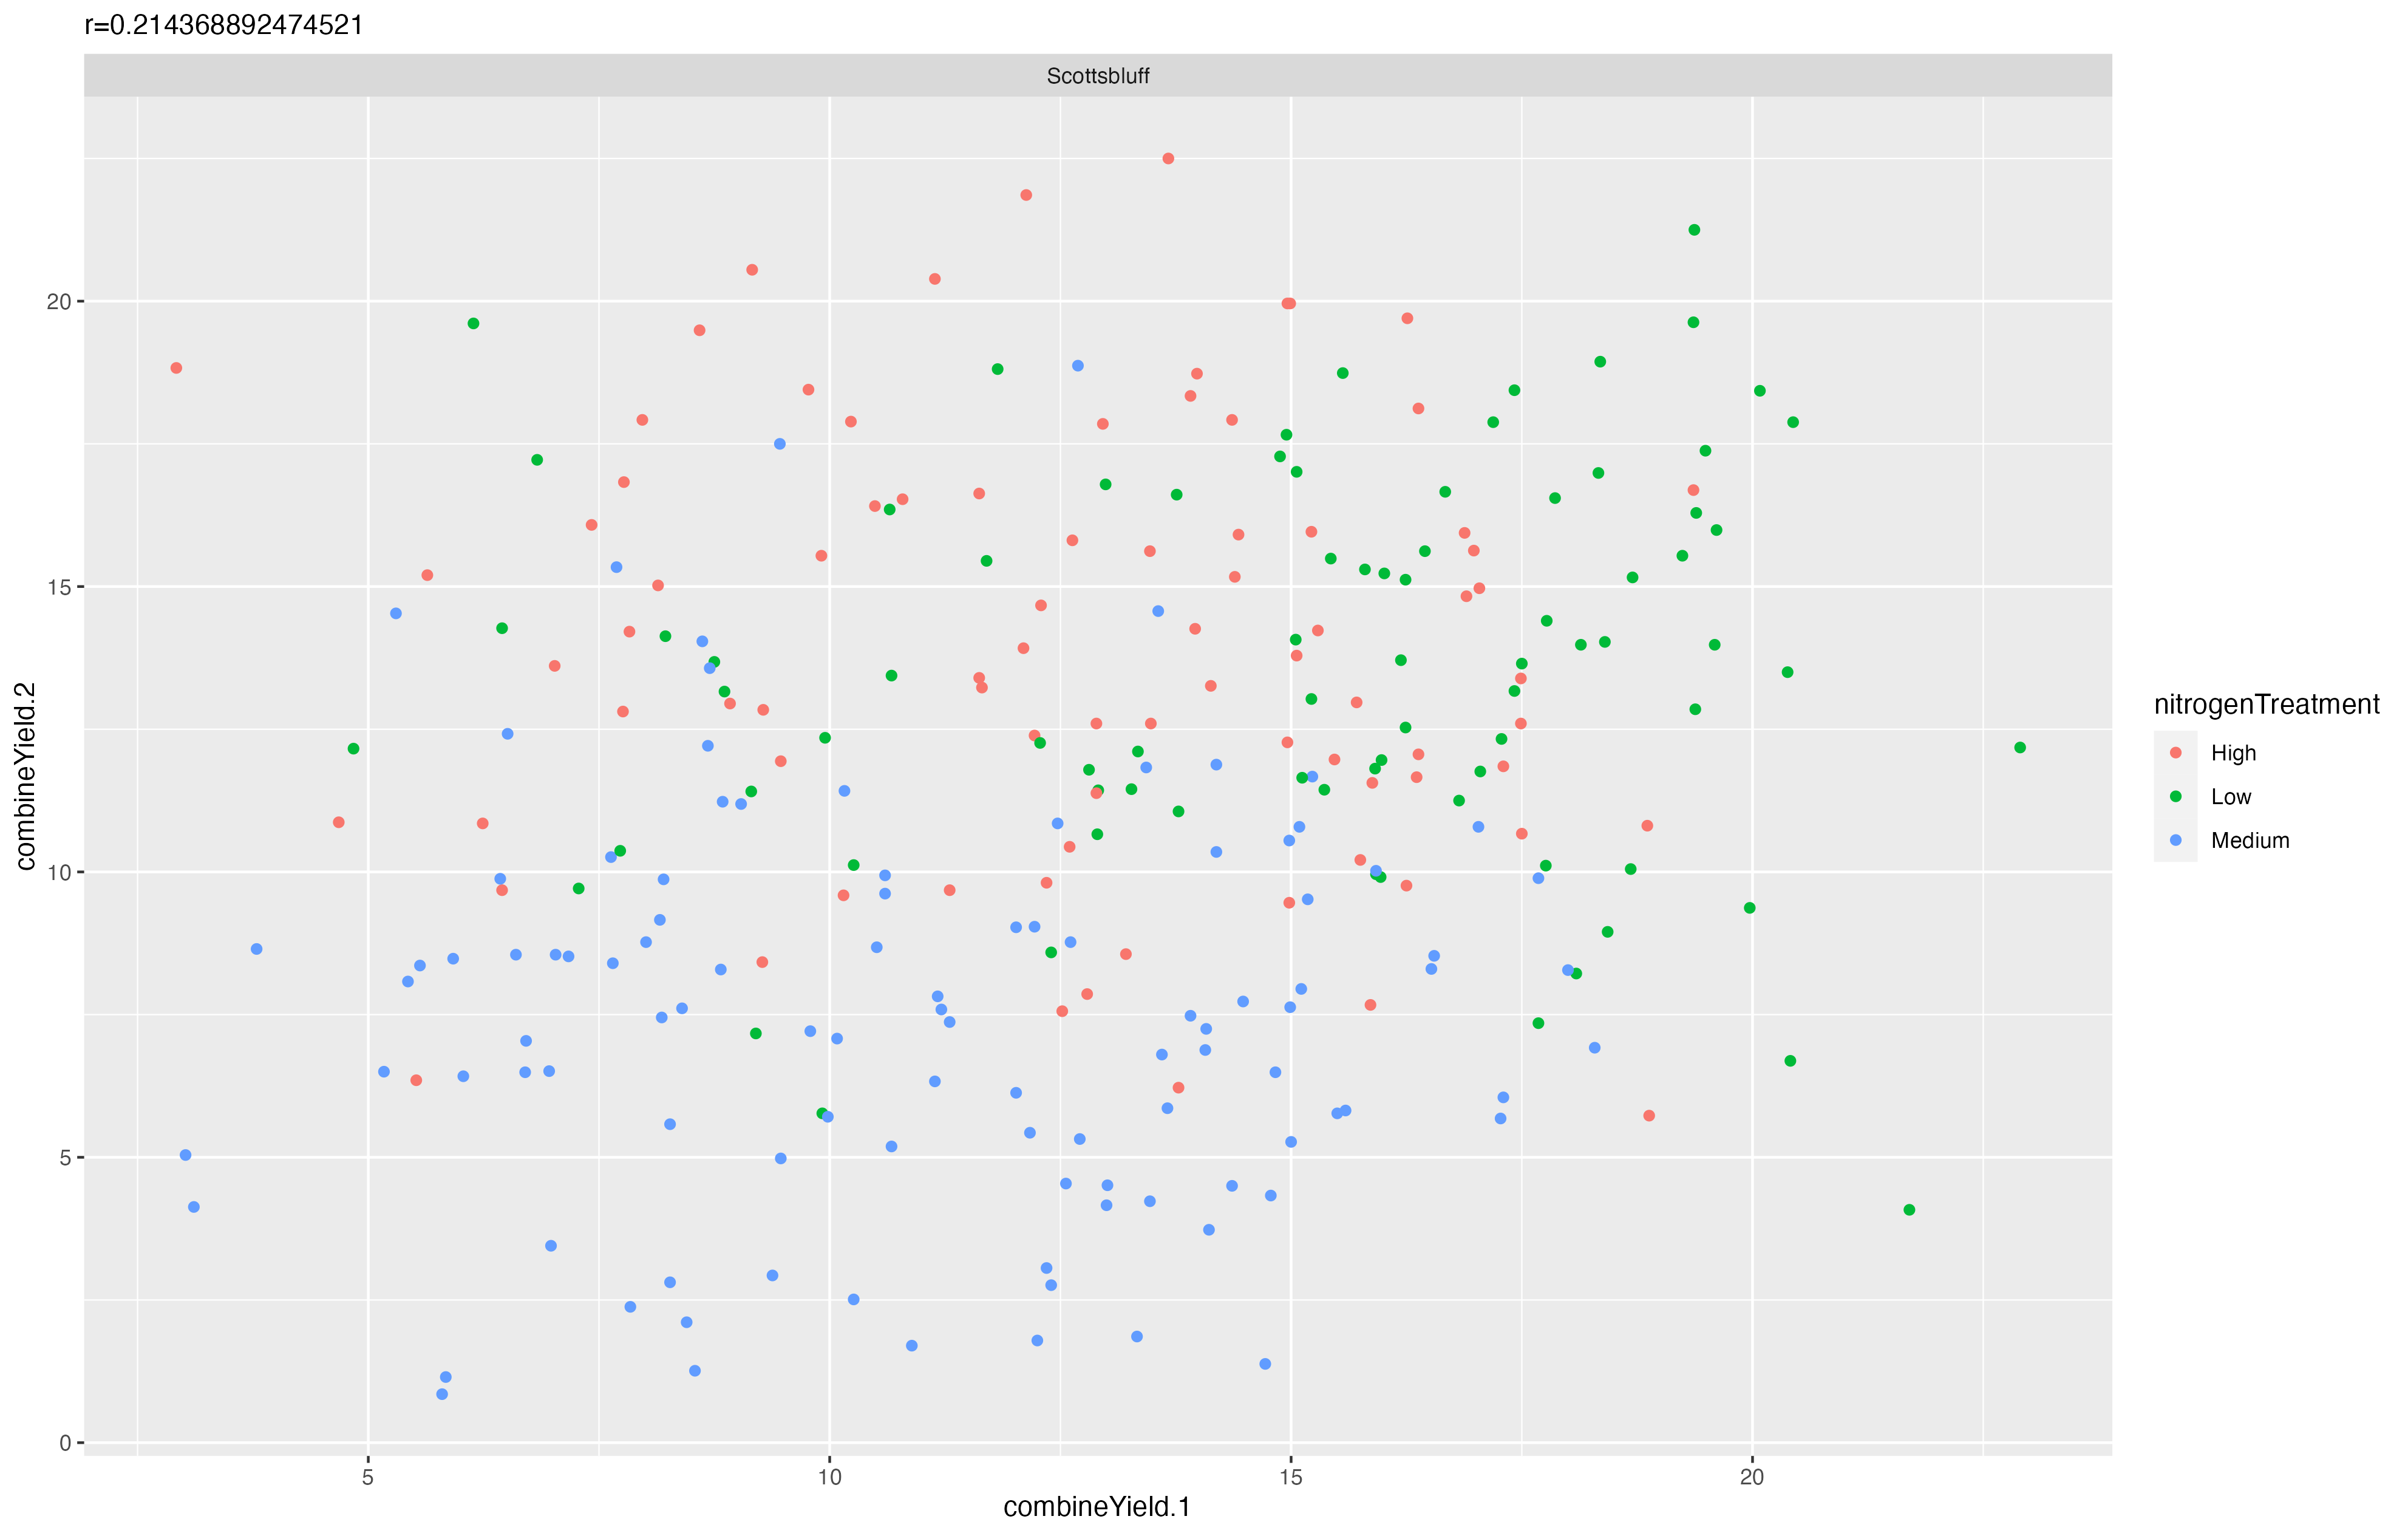 r=0.214368892474521
Scottsbluff
20
15
10
5
0
combineYield.2
5
10
15
20
combineYield.1
nitrogenTreatment
High
Low
Medium